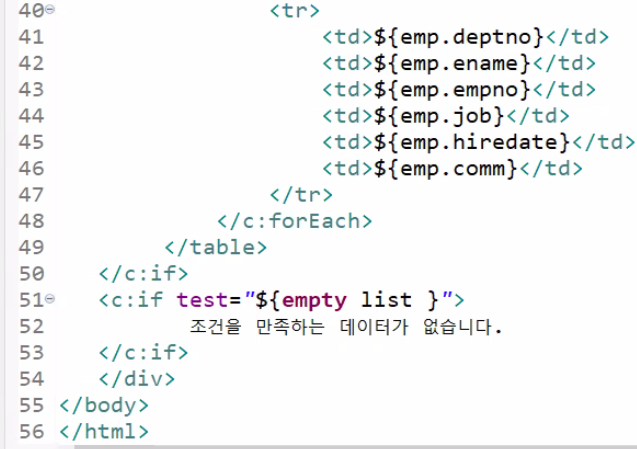 40 <tr>
41 <td>${emp.deptno}</td>
42 <td>${emp.ename}</td>
43 <td>${emp.empno}</td>
44 <td>${emp.job}</td>
45 <td>${emp.hiredate}</td>
46 <td>${emp.comm}</td>
47 </tr>
48 </c:forEach>
49 </table>
50 </c:if>
51 <c:if test="${empty list }">
52 조건을 만족하는 데이터가 없습니다.
53 </c:if>
54 </div>
55 </body>
56 </html>